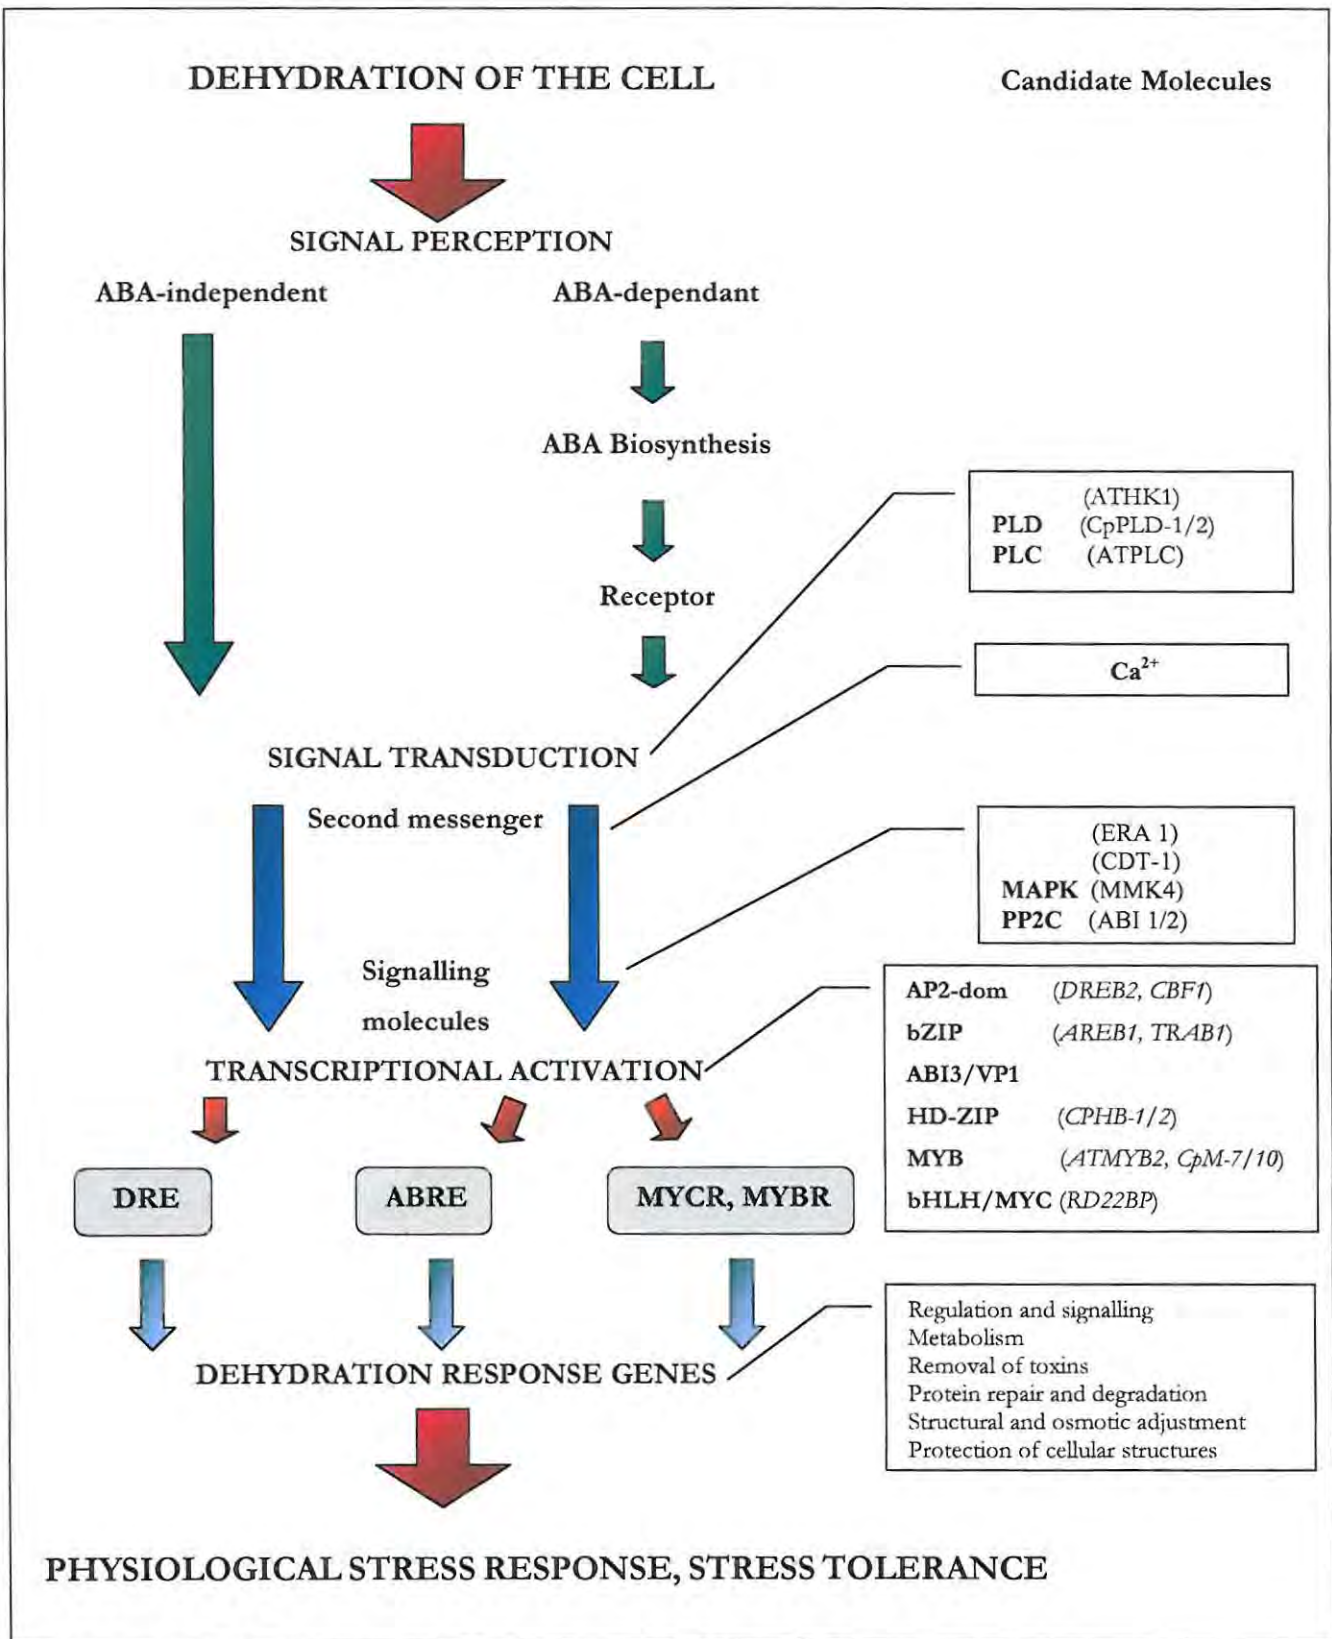 DEHYDRATION OF THE CELL
Candidate Molecules
SIGNAL PERCEPTION
ABA-independent
ABA-dependant
ABA Biosynthesis
Receptor
(ATHK1)
PLD (CpPLD-1/2)
PLC (ATPLC)
Ca²⁺
SIGNAL TRANSDUCTION
Second messenger
(ERA 1)
(CDT-1)
MAPK (MMK4)
PP2C (ABI 1/2)
Signalling
molecules
TRANSCRIPTIONAL ACTIVATION
AP2-dom (DREB2, CBF1)
bZIP (AREB1, TRAB1)
ABI3/VP1
HD-ZIP (CPHB-1/2)
MYB (ATMYB2, CpM-7/10)
bHLH/MYC (RD22BP)
DRE
ABRE
MYCR, MYBR
DEHYDRATION RESPONSE GENES
Regulation and signalling
Metabolism
Removal of toxins
Protein repair and degradation
Structural and osmotic adjustment
Protection of cellular structures
PHYSIOLOGICAL STRESS RESPONSE, STRESS TOLERANCE